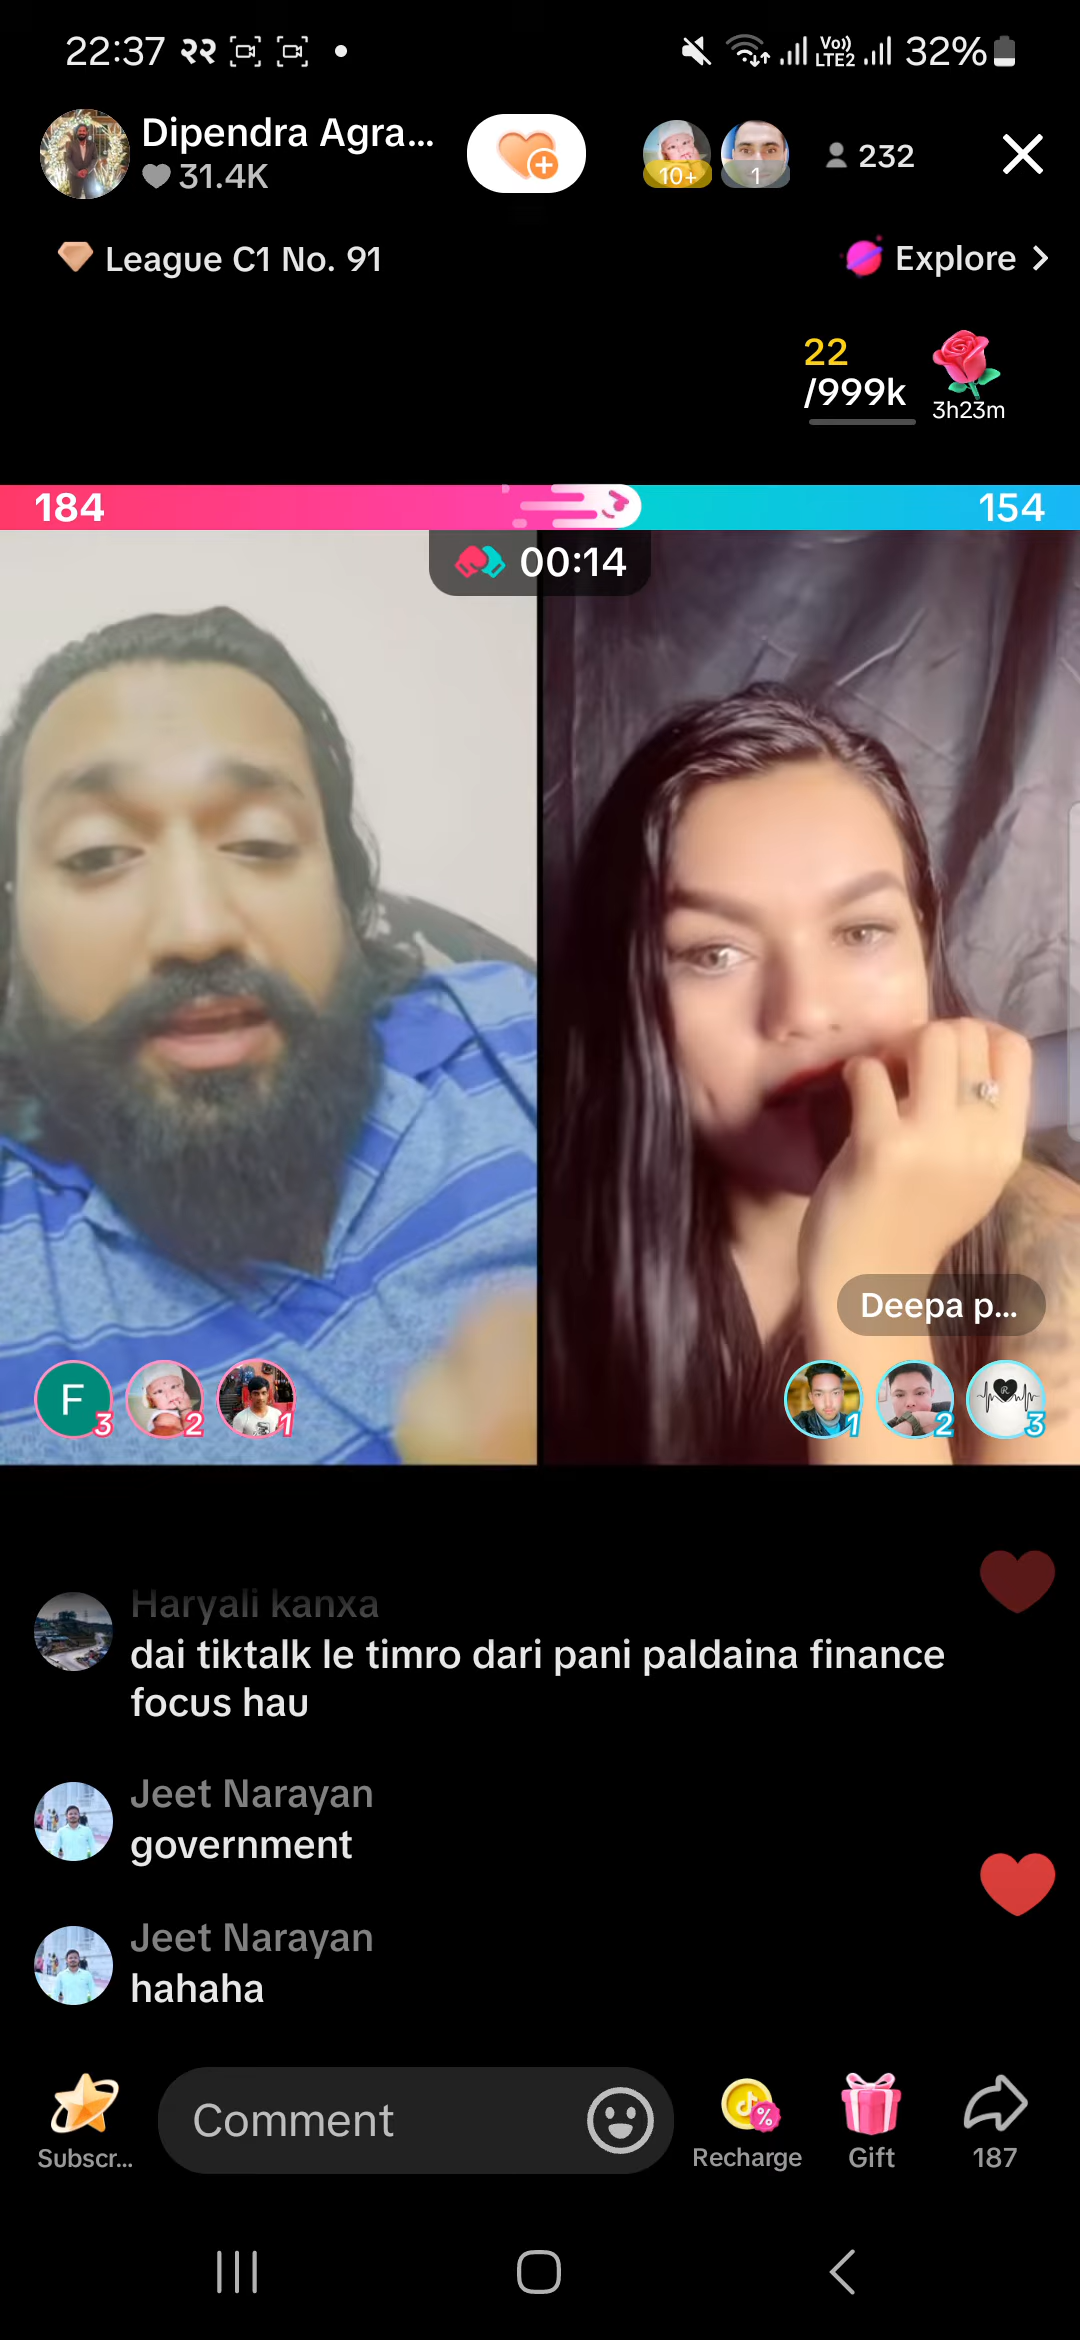 22:37 २२
Vo)) LTE2 32%
Dipendra Agra...
31.4K
10+
1
232
League C1 No. 91
Explore
22
/999k
3h23m
184
154
00:14
Deepa p...
F
3
2
1
1
2
R
3
Haryali kanxa
dai tiktalk le timro dari pani paldaina finance
focus hau
Jeet Narayan
government
Jeet Narayan
hahaha
Comment
%
Subscr...
Recharge
Gift
187